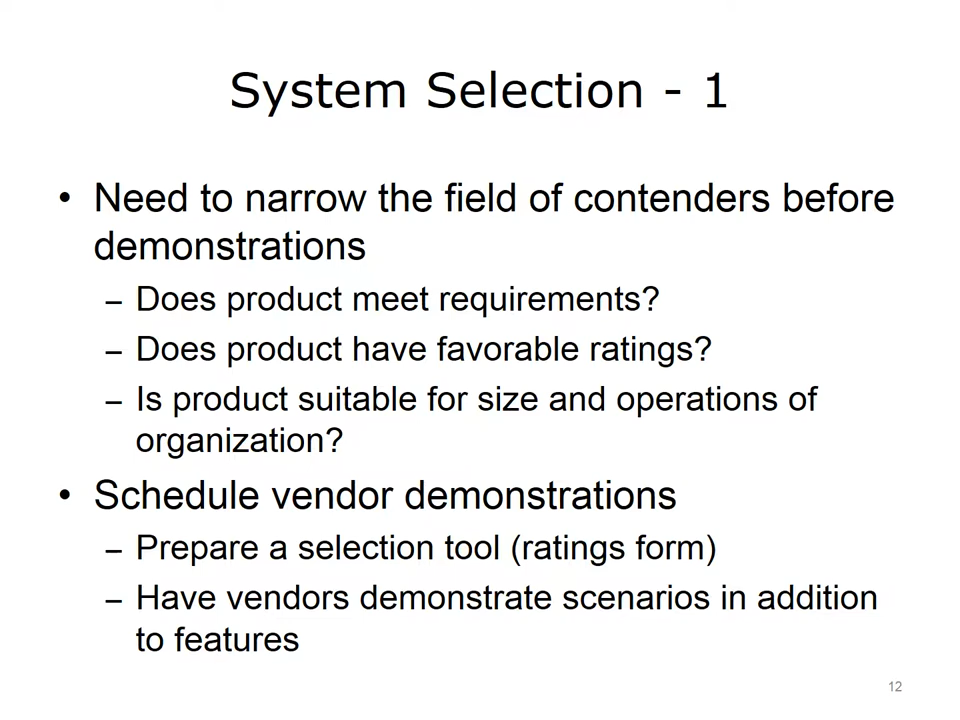 System Selection - 1
• Need to narrow the field of contenders before
demonstrations
– Does product meet requirements?
– Does product have favorable ratings?
– Is product suitable for size and operations of
organization?
• Schedule vendor demonstrations
– Prepare a selection tool (ratings form)
– Have vendors demonstrate scenarios in addition
to features
12